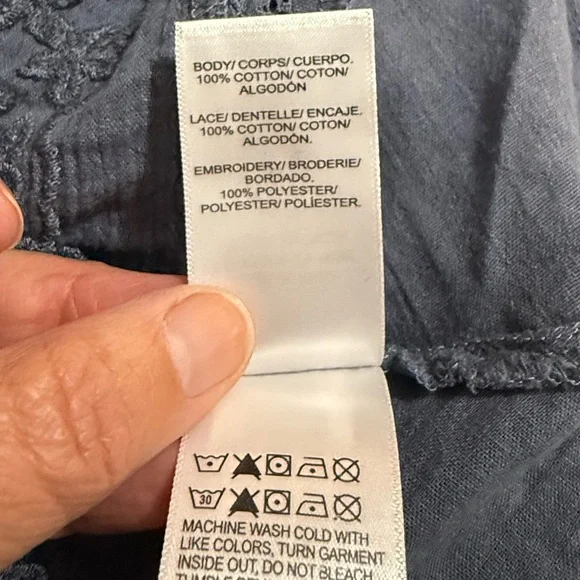 BODY/ CORPS/ CUERPO.
100% COTTON/ COTON/
ALGODÓN
LACE/ DENTELLE/ ENCAJE.
100% COTTON/ COTON/
ALGODÓN.
EMBROIDERY/ BRODERIE/
BORDADO.
100% POLYESTER/
POLYESTER/ POLÍESTER.
30
MACHINE WASH COLD WITH
LIKE COLORS, TURN GARMENT
INSIDE OUT, DO NOT BLEACH